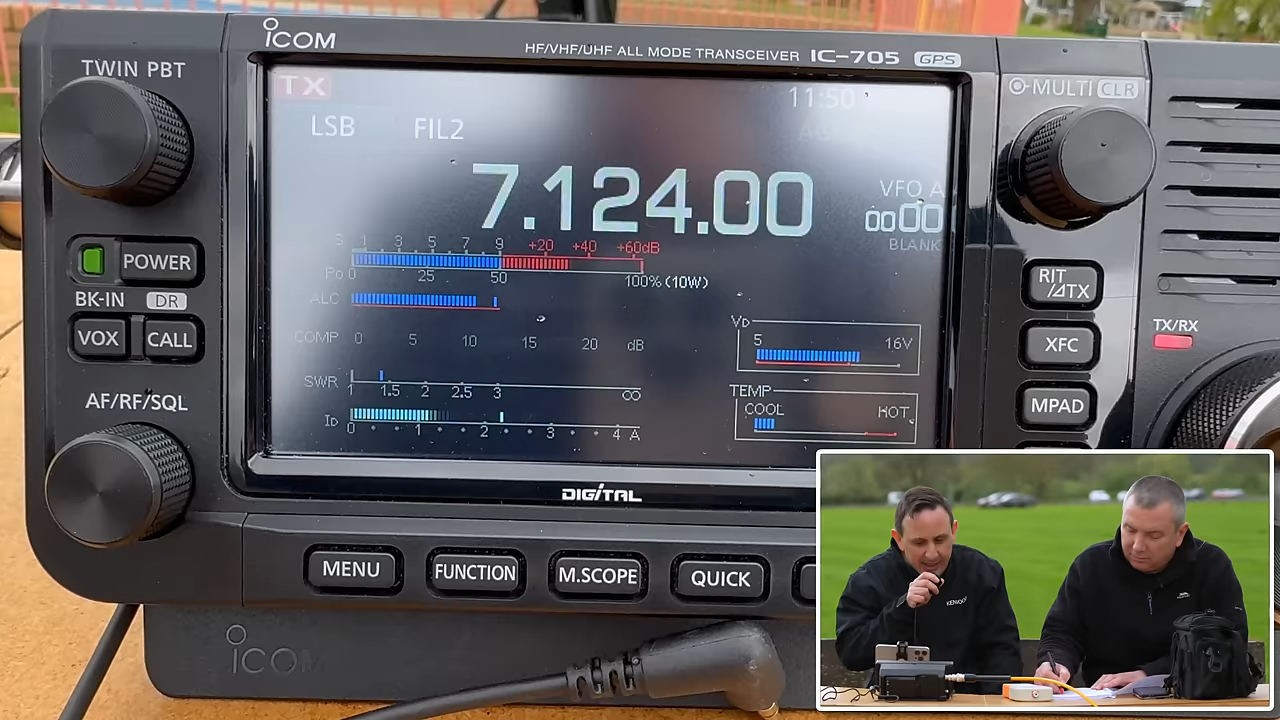 ICOM
HF/VHF/UHF ALL MODE TRANSCEIVER IC-705 GPS
TWIN PBT
MULTI CLR
TX
11:50
LSB FIL2
7.124.00
VFO A
00
BLANK
S 1 3 5 7 9 +20 +40 +60dB
Po 0 25 50 100% (10W)
ALC
COMP 0 5 10 15 20 dB
SWR 1 1.5 2 2.5 3 ∞
ID 0 1 2 3 4 A
VD
5 16V
TEMP
COOL HOT
POWER
BK-IN DR
VOX CALL
AF/RF/SQL
RIT
/⊿TX
TX/RX
XFC
MPAD
DIGITAL
MENU FUNCTION M.SCOPE QUICK
ICOM
KENWOOD